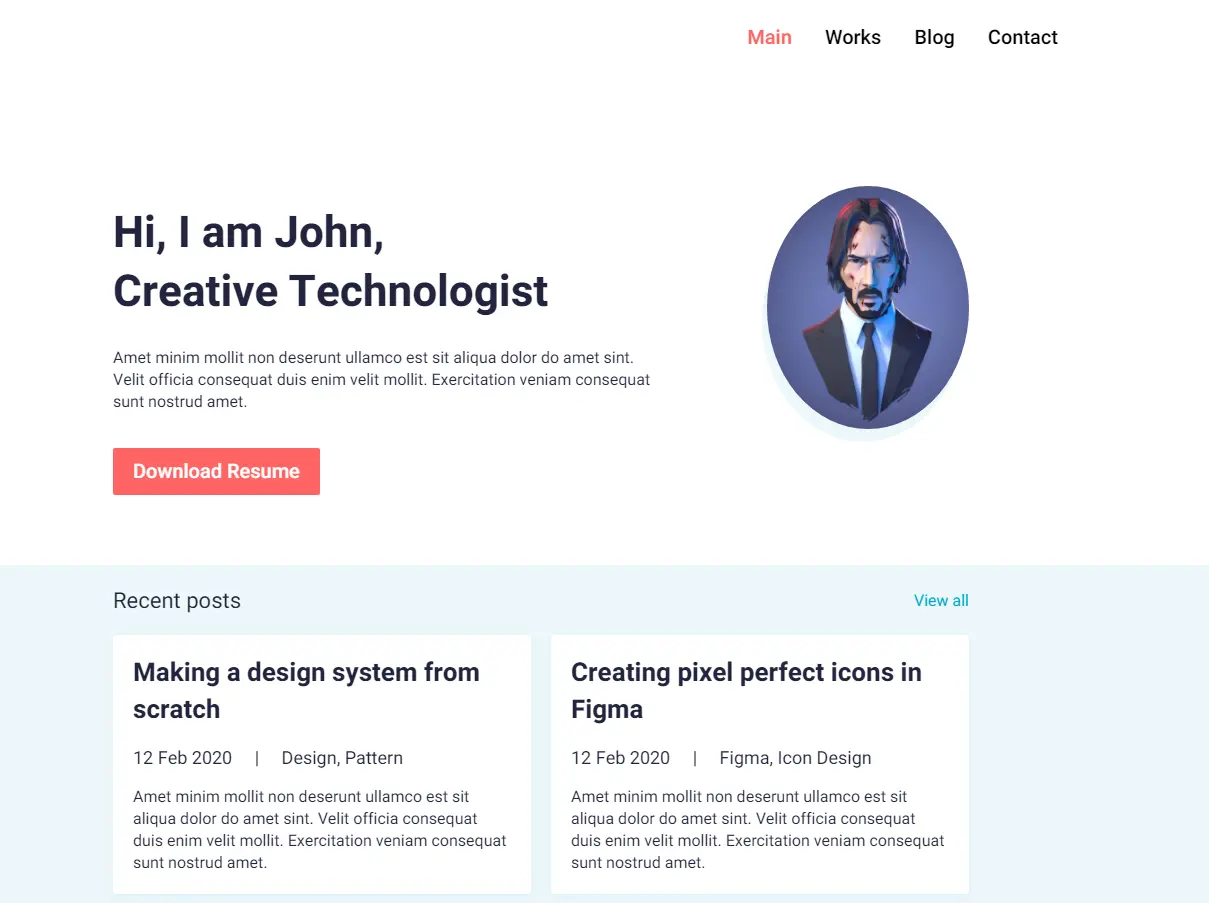 Main Works Blog Contact
Hi, I am John,
Creative Technologist
Amet minim mollit non deserunt ullamco est sit aliqua dolor do amet sint.
Velit officia consequat duis enim velit mollit. Exercitation veniam consequat
sunt nostrud amet.
Download Resume
Recent posts
View all
Making a design system from
scratch
12 Feb 2020 | Design, Pattern
Amet minim mollit non deserunt ullamco est sit
aliqua dolor do amet sint. Velit officia consequat
duis enim velit mollit. Exercitation veniam consequat
sunt nostrud amet.
Creating pixel perfect icons in
Figma
12 Feb 2020 | Figma, Icon Design
Amet minim mollit non deserunt ullamco est sit
aliqua dolor do amet sint. Velit officia consequat
duis enim velit mollit. Exercitation veniam consequat
sunt nostrud amet.